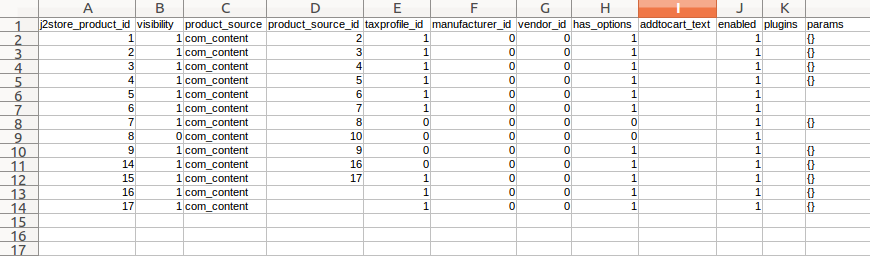 A B C D E F G H I J K L
1 j2store_product_id visibility product_source product_source_id taxprofile_id manufacturer_id vendor_id has_options addtocart_text enabled plugins params
2 1 1 com_content 2 1 0 0 1 1 {}
3 2 1 com_content 3 1 0 0 1 1 {}
4 3 1 com_content 4 1 0 0 1 1 {}
5 4 1 com_content 5 1 0 0 1 1 {}
6 5 1 com_content 6 1 0 0 1 1
7 6 1 com_content 7 1 0 0 1 1
8 7 1 com_content 8 0 0 0 0 1 {}
9 8 0 com_content 10 0 0 0 0 1
10 9 1 com_content 9 0 0 0 1 1 {}
11 14 1 com_content 16 0 0 0 1 1 {}
12 15 1 com_content 17 1 0 0 1 1 {}
13 16 1 com_content 1 0 0 1 1 {}
14 17 1 com_content 1 0 0 1 1 {}
15
16
17